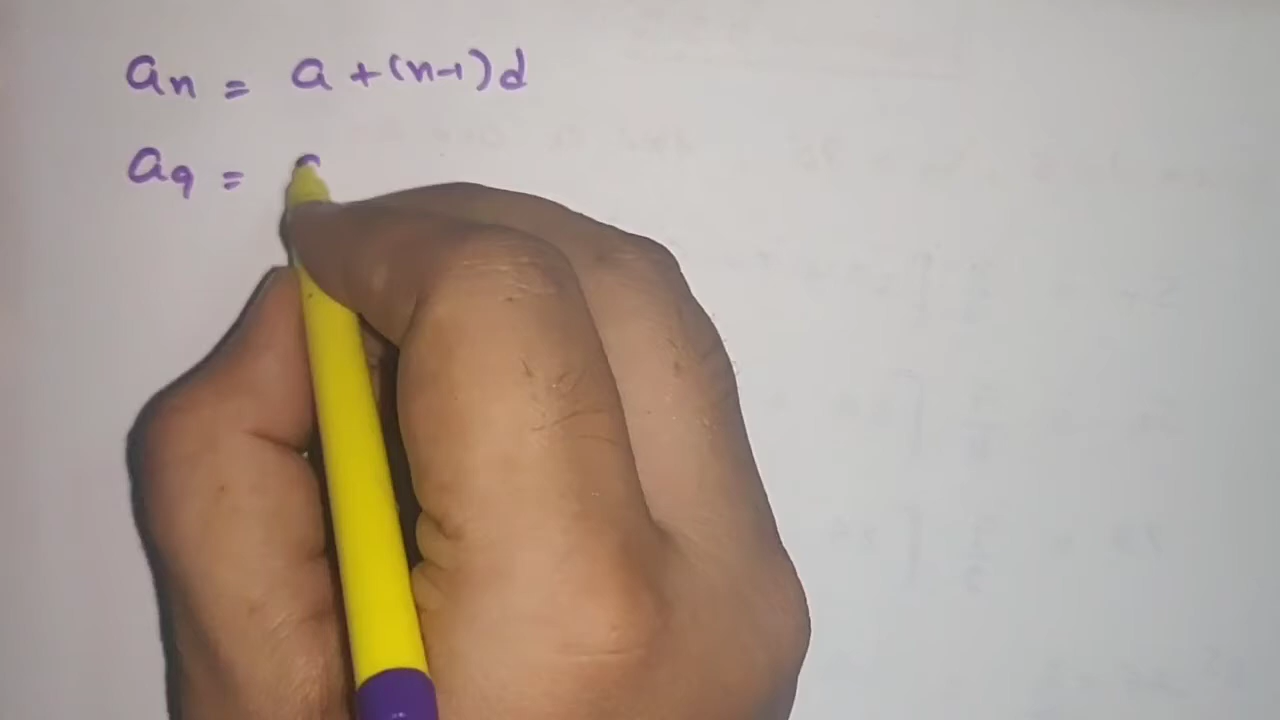 an = a + (n-1)d
a9 =